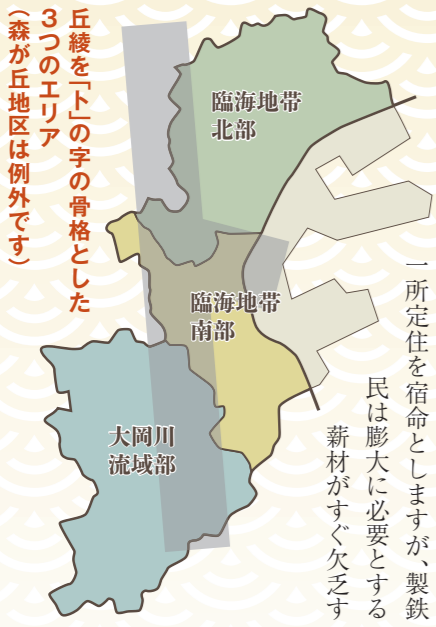 丘綾を「ト」の字の骨格とした
3つのエリア
(森が丘地区は例外です)
臨海地帯
北部
臨海地帯
南部
大岡川
流域部
一所定住を宿命としますが、製鉄
民は膨大に必要とする
薪材がすぐ欠乏す